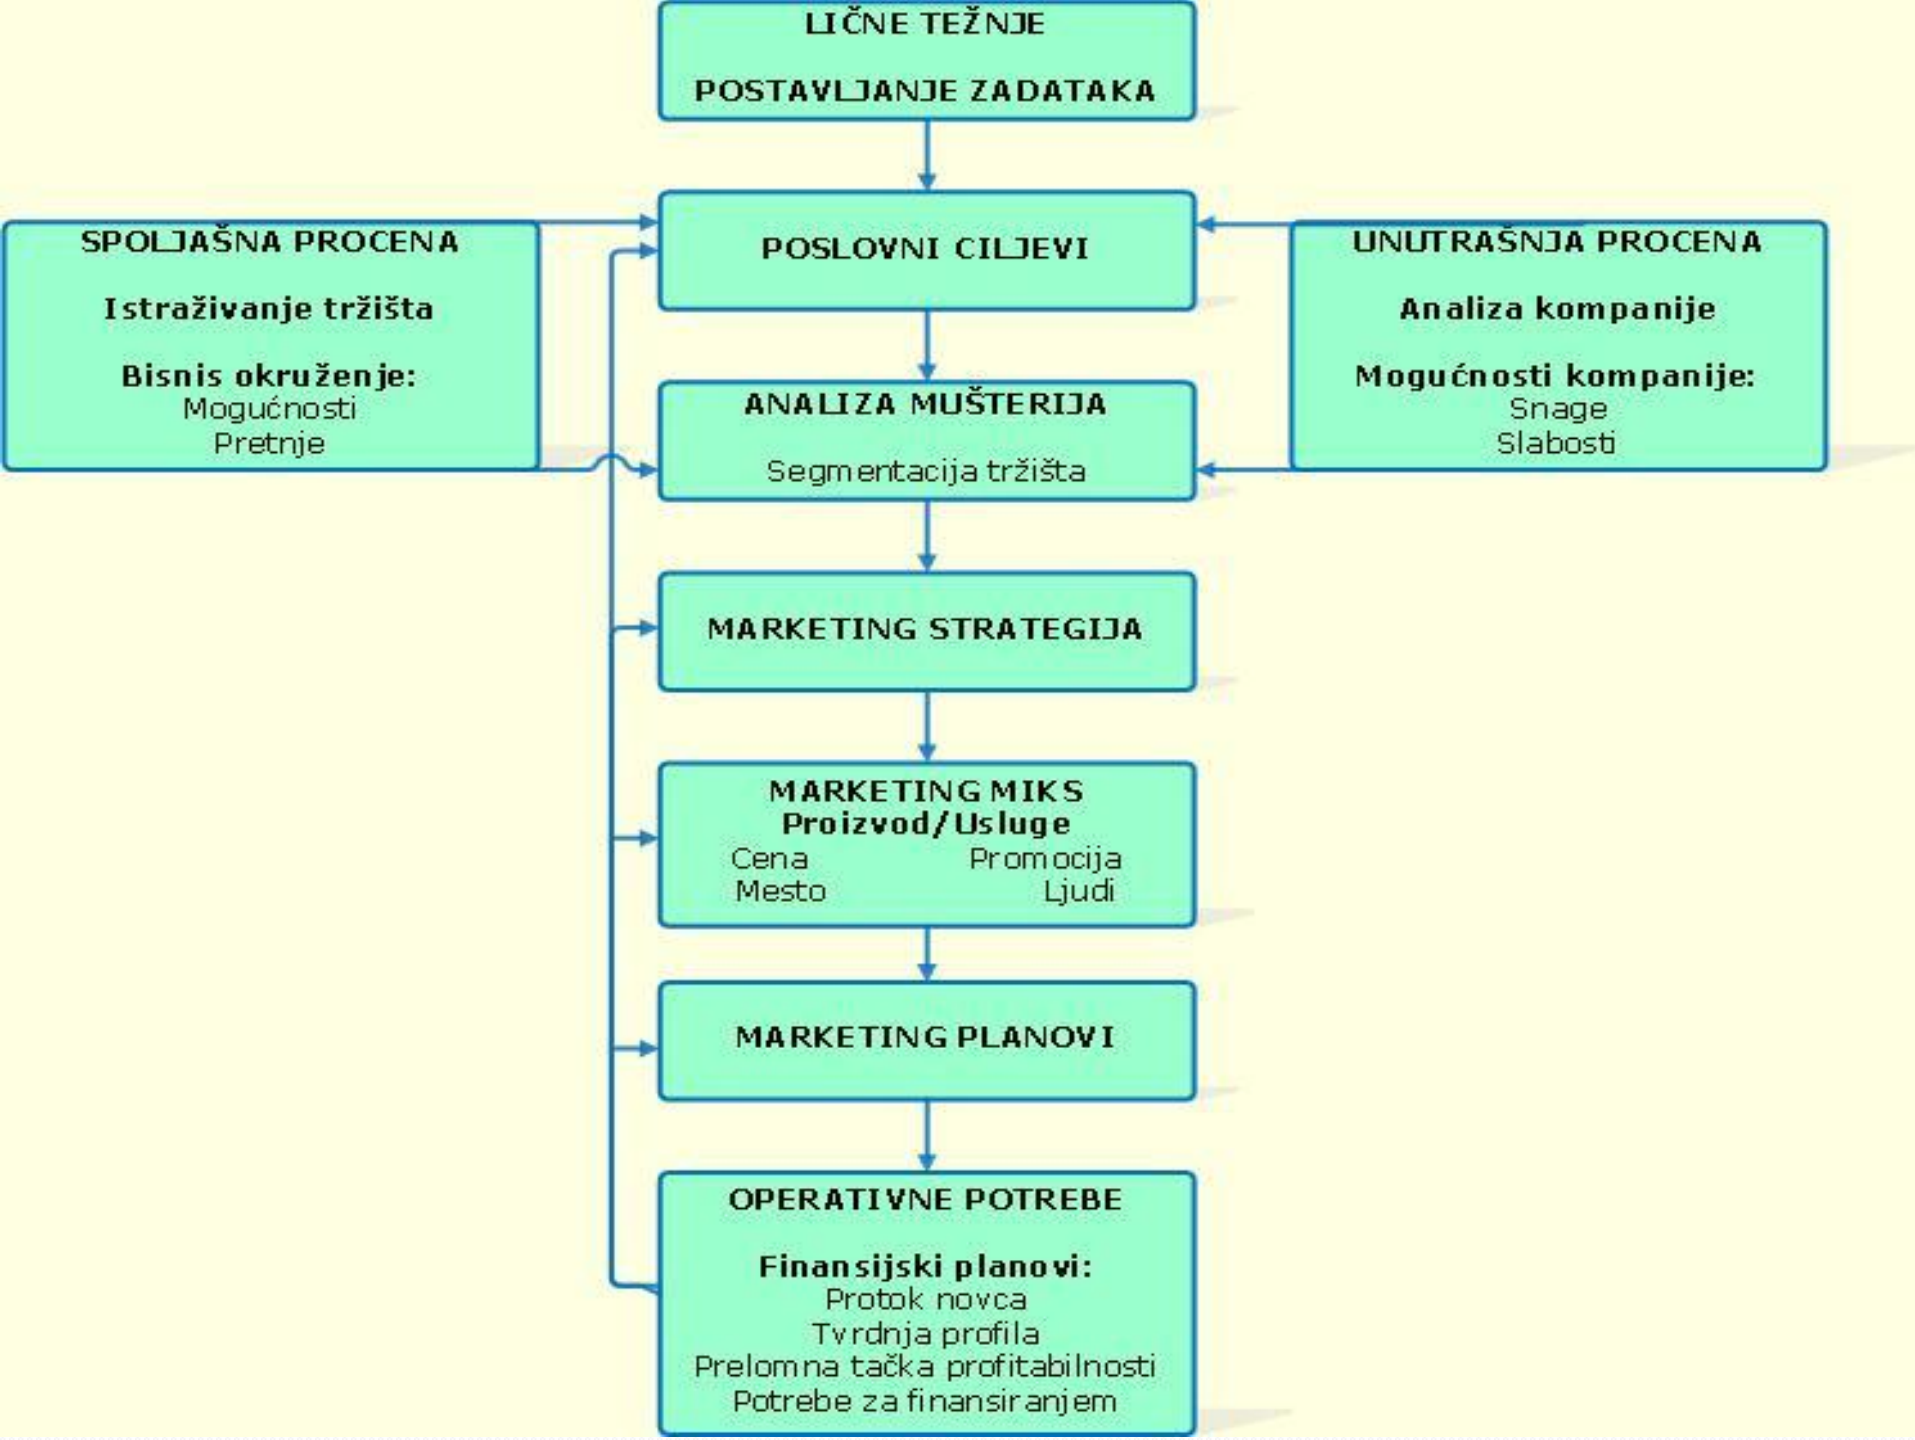 LIČNE TEŽNJE
POSTAVLJANJE ZADATAKA
POSLOVNI CILJEVI
SPOLJAŠNA PROCENA
Istraživanje tržišta
Bisnis okruženje:
Mogućnosti
Pretnje
UNUTRAŠNJA PROCENA
Analiza kompanije
Mogućnosti kompanije:
Snage
Slabosti
ANALIZA MUŠTERIJA
Segmentacija tržišta
MARKETING STRATEGIJA
MARKETING MIKS
Proizvod/Usluge
Cena Promocija
Mesto Ljudi
MARKETING PLANOVI
OPERATIVNE POTREBE
Finansijski planovi:
Protok novca
Tvrdnja profila
Prelomna tačka profitabilnosti
Potrebe za finansiranjem